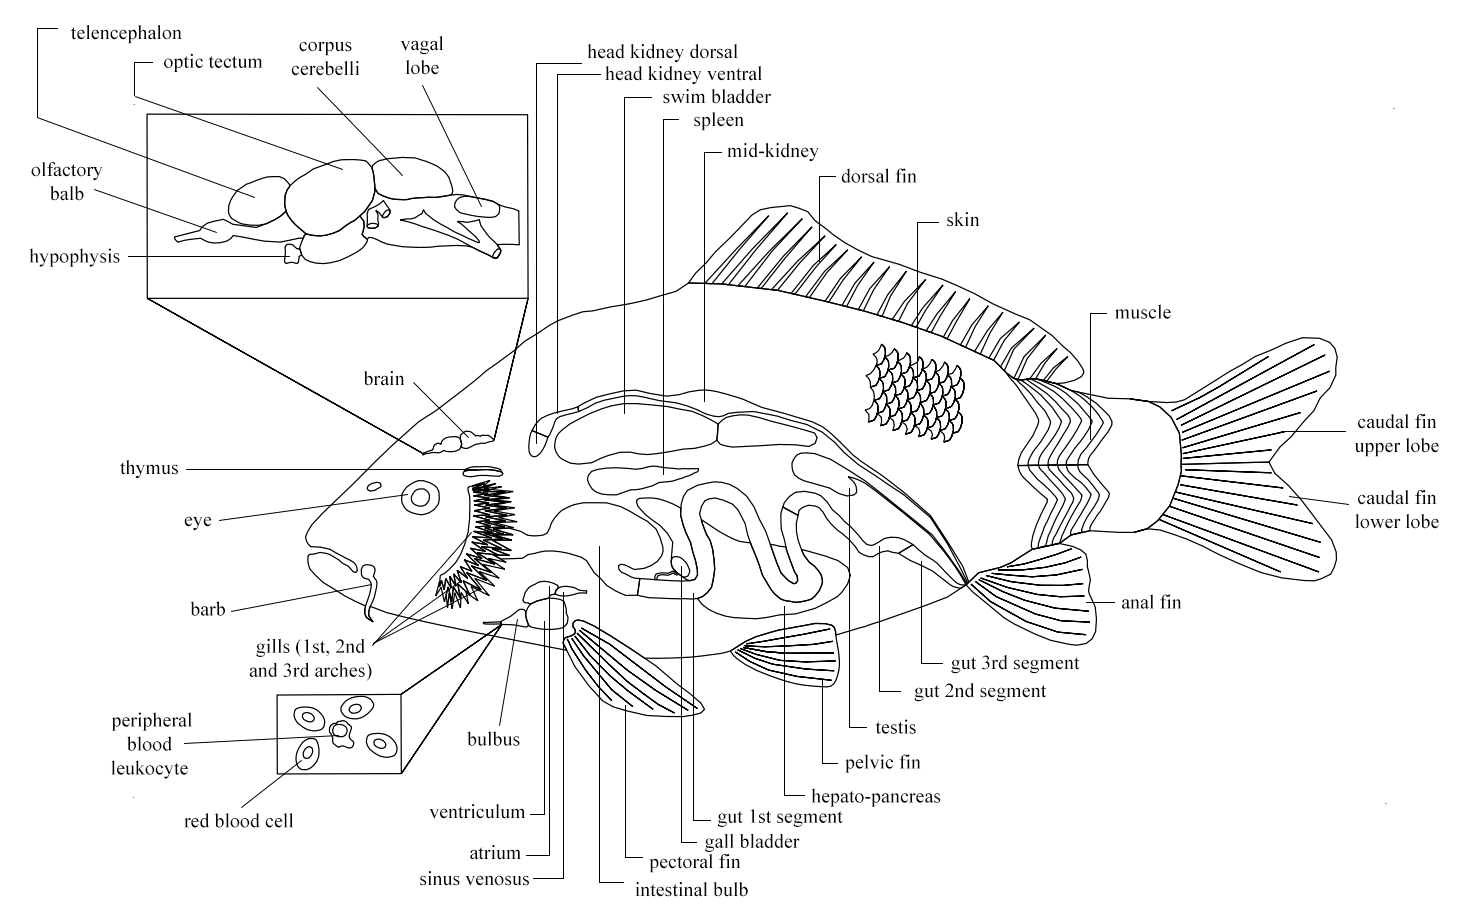 telencephalon
optic tectum
corpus
cerebelli
vagal
lobe
head kidney dorsal
head kidney ventral
swim bladder
spleen
mid-kidney
dorsal fin
skin
muscle
olfactory
balb
hypophysis
brain
thymus
eye
barb
gills (1st, 2nd
and 3rd arches)
caudal fin
upper lobe
caudal fin
lower lobe
anal fin
gut 3rd segment
gut 2nd segment
testis
pelvic fin
hepato-pancreas
gut 1st segment
gall bladder
pectoral fin
intestinal bulb
peripheral
blood
leukocyte
red blood cell
bulbus
ventriculum
atrium
sinus venosus